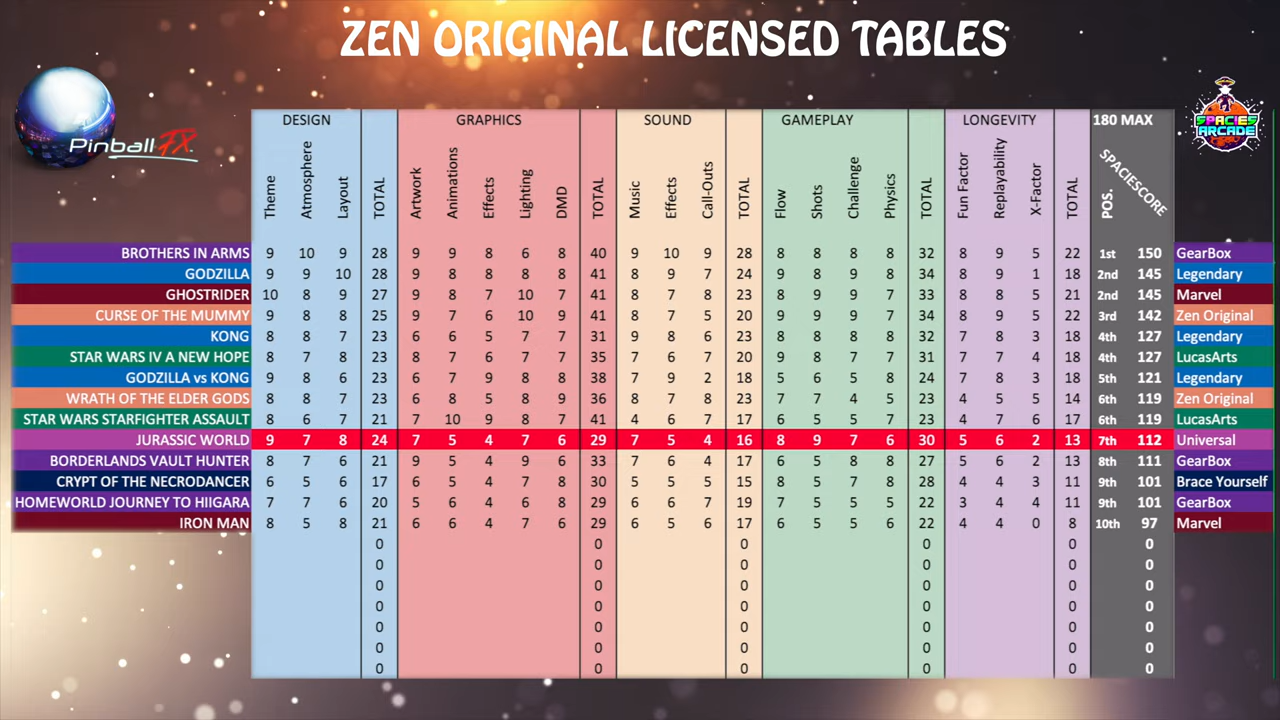 ZEN ORIGINAL LICENSED TABLES
Pinball FX
SPACIES ARCADE
DESIGN GRAPHICS SOUND GAMEPLAY LONGEVITY 180 MAX
Theme Atmosphere Layout TOTAL Artwork Animations Effects Lighting DMD TOTAL Music Effects Call-Outs TOTAL Flow Shots Challenge Physics TOTAL Fun Factor Replayability X-Factor TOTAL POS. SPACIESCORE
BROTHERS IN ARMS 9 10 9 28 9 9 8 6 8 40 9 10 9 28 8 8 8 8 32 8 9 5 22 1st 150 GearBox
GODZILLA 9 9 10 28 9 8 8 8 8 41 8 9 7 24 9 8 8 9 34 8 9 1 18 2nd 145 Legendary
GHOSTRIDER 10 8 9 27 9 8 7 10 7 41 8 7 8 23 8 9 9 7 33 8 8 5 21 2nd 145 Marvel
CURSE OF THE MUMMY 9 8 8 25 9 7 6 10 9 41 8 7 5 20 9 9 9 7 34 8 9 5 22 3rd 142 Zen Original
KONG 8 8 7 23 6 6 5 7 7 31 9 8 6 23 8 8 8 8 32 7 8 3 18 4th 127 Legendary
STAR WARS IV A NEW HOPE 8 7 8 23 8 7 6 7 7 35 7 6 7 20 9 8 7 7 31 7 7 4 18 4th 127 LucasArts
GODZILLA vs KONG 9 8 6 23 6 7 9 8 8 38 7 9 2 18 5 6 5 8 24 7 8 3 18 5th 121 Legendary
WRATH OF THE ELDER GODS 8 8 7 23 6 8 5 8 9 36 8 7 8 23 7 7 4 5 23 4 5 5 14 6th 119 Zen Original
STAR WARS STARFIGHTER ASSAULT 8 6 7 21 7 10 9 8 7 41 4 6 7 17 6 5 5 7 23 4 7 6 17 6th 119 LucasArts
JURASSIC WORLD 9 7 8 24 7 5 4 7 6 29 7 5 4 16 8 9 7 6 30 5 6 2 13 7th 112 Universal
BORDERLANDS VAULT HUNTER 8 7 6 21 9 5 4 9 6 33 7 6 4 17 6 5 8 8 27 5 6 2 13 8th 111 GearBox
CRYPT OF THE NECRODANCER 6 5 6 17 6 5 4 7 8 30 5 5 5 15 8 5 7 8 28 4 4 3 11 9th 101 Brace Yourself
HOMEWORLD JOURNEY TO HIIGARA 7 7 6 20 6 5 4 6 8 29 6 6 7 19 7 5 5 5 22 3 4 4 11 9th 101 GearBox
IRON MAN 8 5 8 21 6 6 4 7 6 29 6 5 6 17 6 5 5 6 22 4 4 0 8 10th 97 Marvel
0 0 0 0 0 0
0 0 0 0 0 0
0 0 0 0 0 0
0 0 0 0 0 0
0 0 0 0 0 0
0 0 0 0 0 0
0 0 0 0 0 0